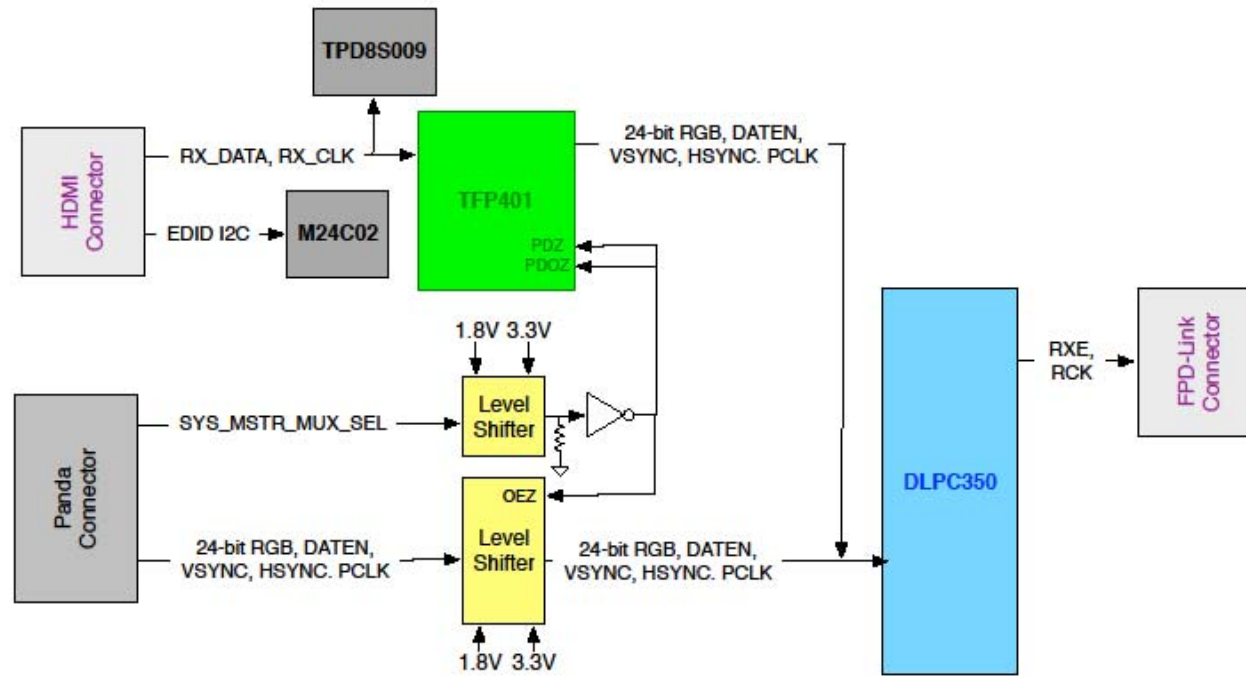 TPD8S009
HDMI
Connector
RX_DATA, RX_CLK
EDID I2C
M24C02
TFP401
PDZ
PDOZ
24-bit RGB, DATEN,
VSYNC, HSYNC. PCLK
1.8V 3.3V
SYS_MSTR_MUX_SEL
Level
Shifter
Panda
Connector
24-bit RGB, DATEN,
VSYNC, HSYNC. PCLK
OEZ
Level
Shifter
1.8V 3.3V
24-bit RGB, DATEN,
VSYNC, HSYNC. PCLK
DLPC350
RXE,
RCK
FPD-Link
Connector